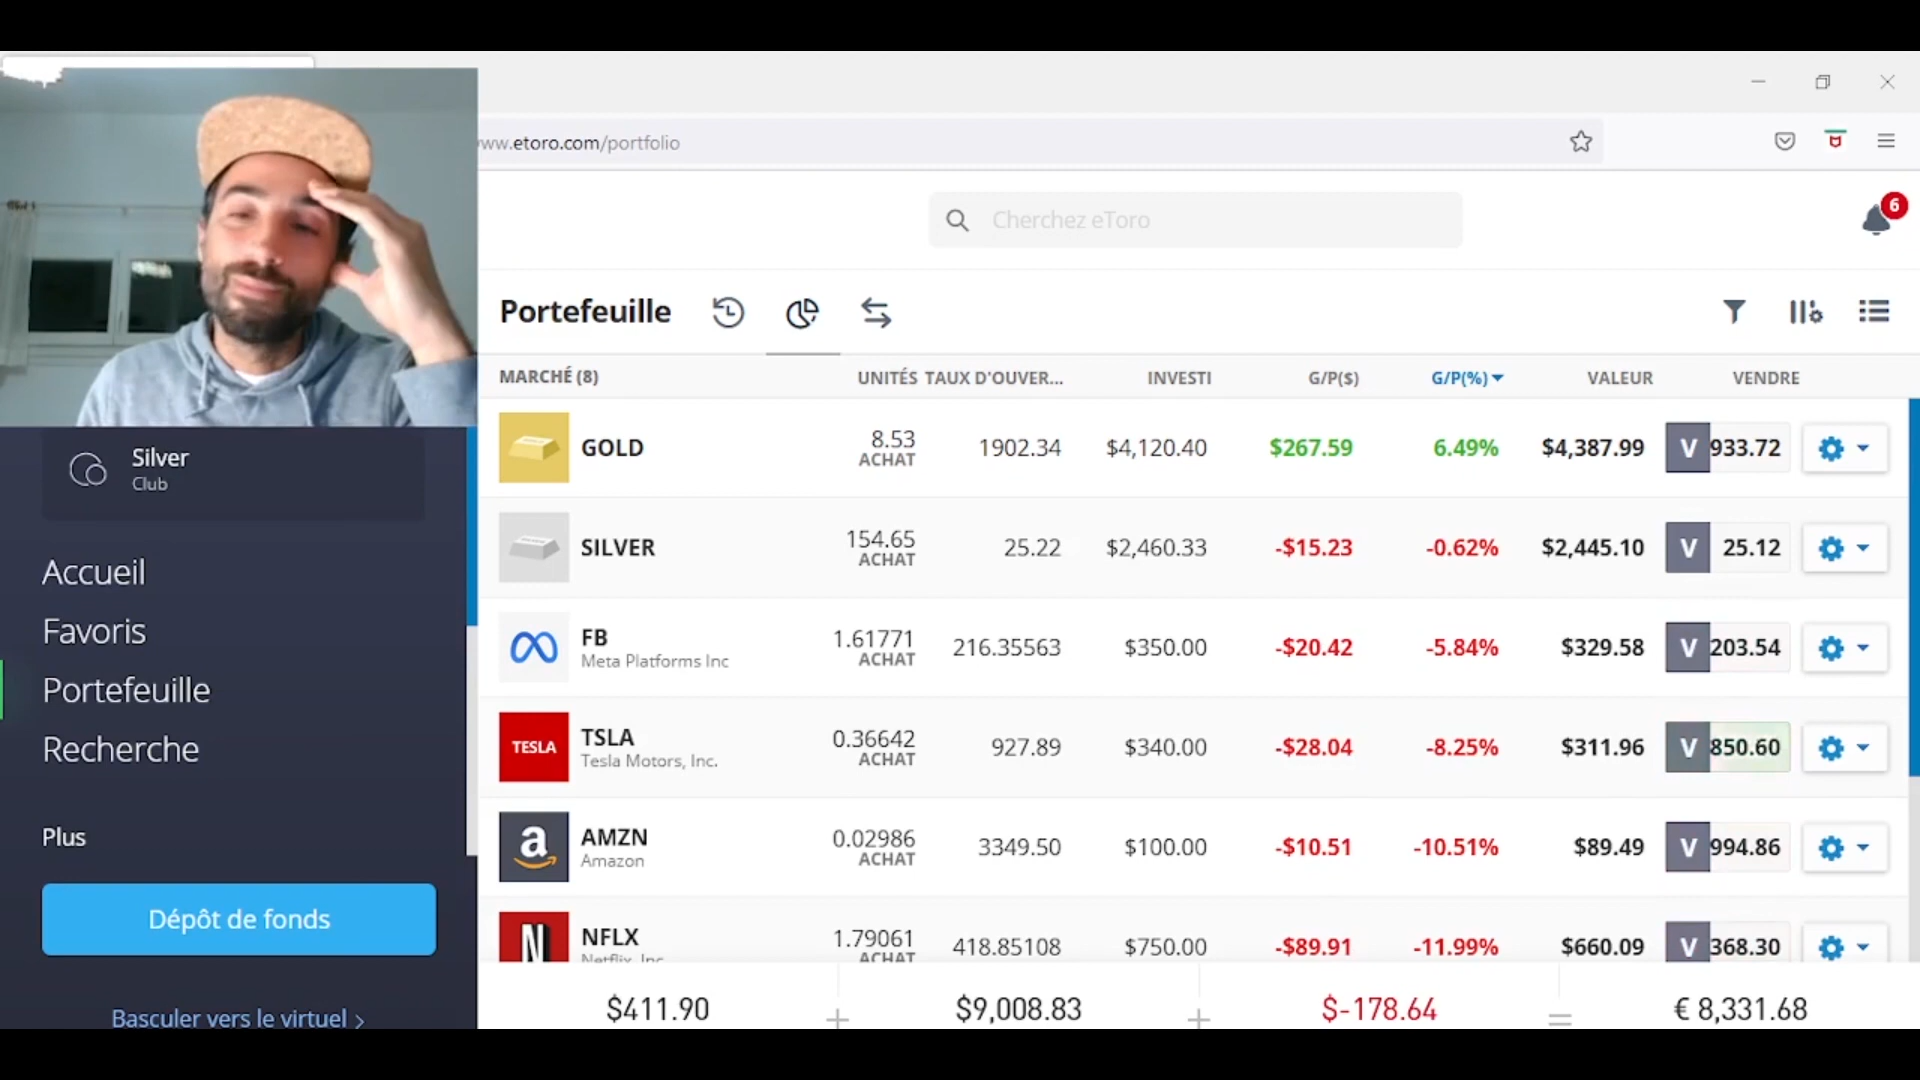 www.etoro.com/portfolio
Cherchez eToro
6
Portefeuille
MARCHÉ (8) UNITÉS TAUX D'OUVER... INVESTI G/P($) G/P(%) VALEUR VENDRE
GOLD 8.53 ACHAT 1902.34 $4,120.40 $267.59 6.49% $4,387.99 V 933.72
SILVER 154.65 ACHAT 25.22 $2,460.33 -$15.23 -0.62% $2,445.10 V 25.12
FB Meta Platforms Inc 1.61771 ACHAT 216.35563 $350.00 -$20.42 -5.84% $329.58 V 203.54
TESLA TSLA Tesla Motors, Inc. 0.36642 ACHAT 927.89 $340.00 -$28.04 -8.25% $311.96 V 850.60
a AMZN Amazon 0.02986 ACHAT 3349.50 $100.00 -$10.51 -10.51% $89.49 V 994.86
N NFLX Netflix, Inc. 1.79061 ACHAT 418.85108 $750.00 -$89.91 -11.99% $660.09 V 368.30
$411.90 + $9,008.83 + $-178.64 = € 8,331.68
Silver
Club
Accueil
Favoris
Portefeuille
Recherche
Plus
Dépôt de fonds
Basculer vers le virtuel >